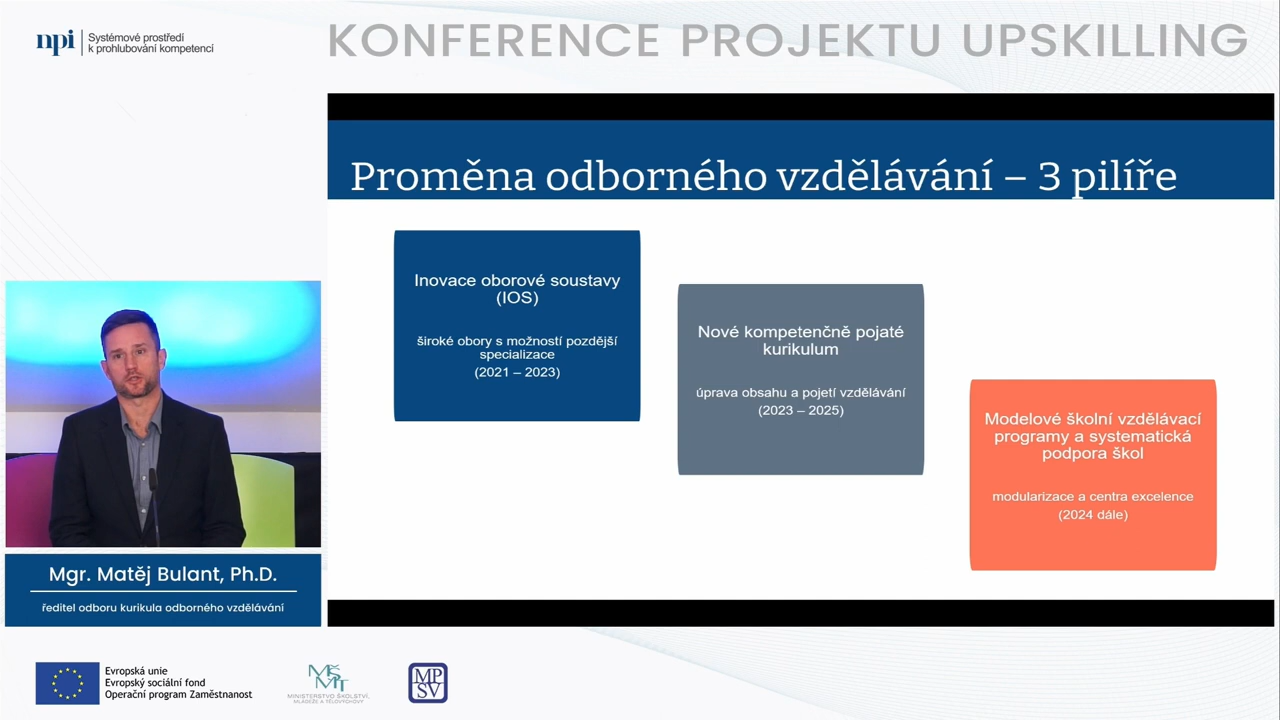 npi
Systémové prostředí
k prohlubování kompetencí
KONFERENCE PROJEKTU UPSKILLING
Proměna odborného vzdělávání – 3 pilíře
Inovace oborové soustavy
(IOS)
široké obory s možností pozdější
specializace
(2021 – 2023)
Nové kompetenčně pojaté
kurikulum
úprava obsahu a pojetí vzdělávání
(2023 – 2025)
Modelové školní vzdělávací
programy a systematická
podpora škol
modularizace a centra excelence
(2024 dále)
Mgr. Matěj Bulant, Ph.D.
ředitel odboru kurikula odborného vzdělávání
Evropská unie
Evropský sociální fond
Operační program Zaměstnanost
MŠMT
MINISTERSTVO ŠKOLSTVÍ,
MLÁDEŽE A TĚLOVÝCHOVY
MP
SV